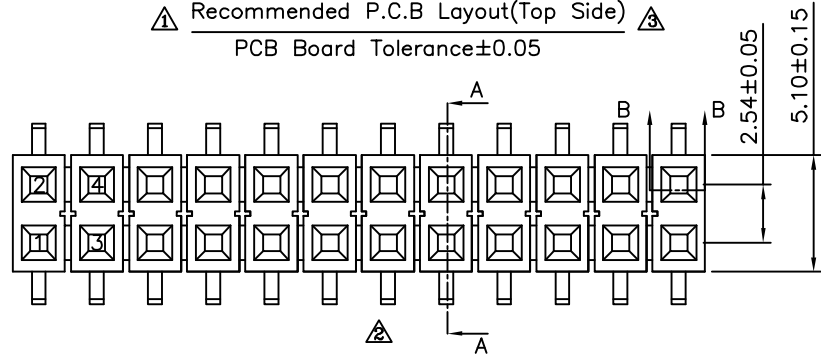 1 Recommended P.C.B Layout(Top Side) 3
PCB Board Tolerance±0.05
A
B B
2.54±0.05
5.10±0.15
2 4
1 3
2
A